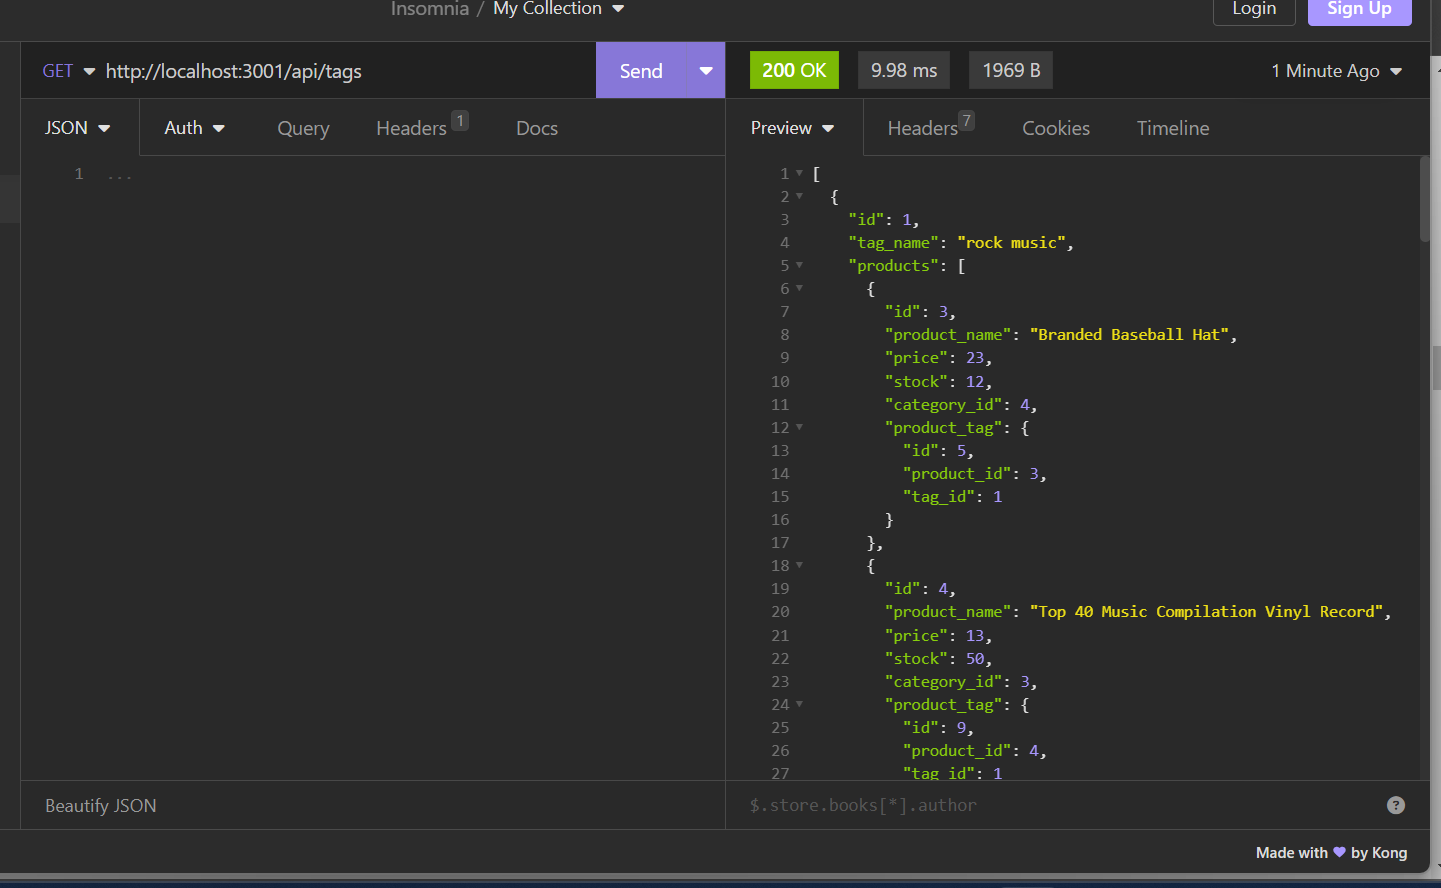 Insomnia / My Collection
Login
Sign Up
GET http://localhost:3001/api/tags
Send
200 OK
9.98 ms
1969 B
1 Minute Ago
JSON
Auth
Query
Headers 1
Docs
Preview
Headers 7
Cookies
Timeline
1 ...
1 [
2 {
3 "id": 1,
4 "tag_name": "rock music",
5 "products": [
6 {
7 "id": 3,
8 "product_name": "Branded Baseball Hat",
9 "price": 23,
10 "stock": 12,
11 "category_id": 4,
12 "product_tag": {
13 "id": 5,
14 "product_id": 3,
15 "tag_id": 1
16 }
17 },
18 {
19 "id": 4,
20 "product_name": "Top 40 Music Compilation Vinyl Record",
21 "price": 13,
22 "stock": 50,
23 "category_id": 3,
24 "product_tag": {
25 "id": 9,
26 "product_id": 4,
27 "tag_id": 1
Beautify JSON
$.store.books[*].author
?
Made with 💜 by Kong